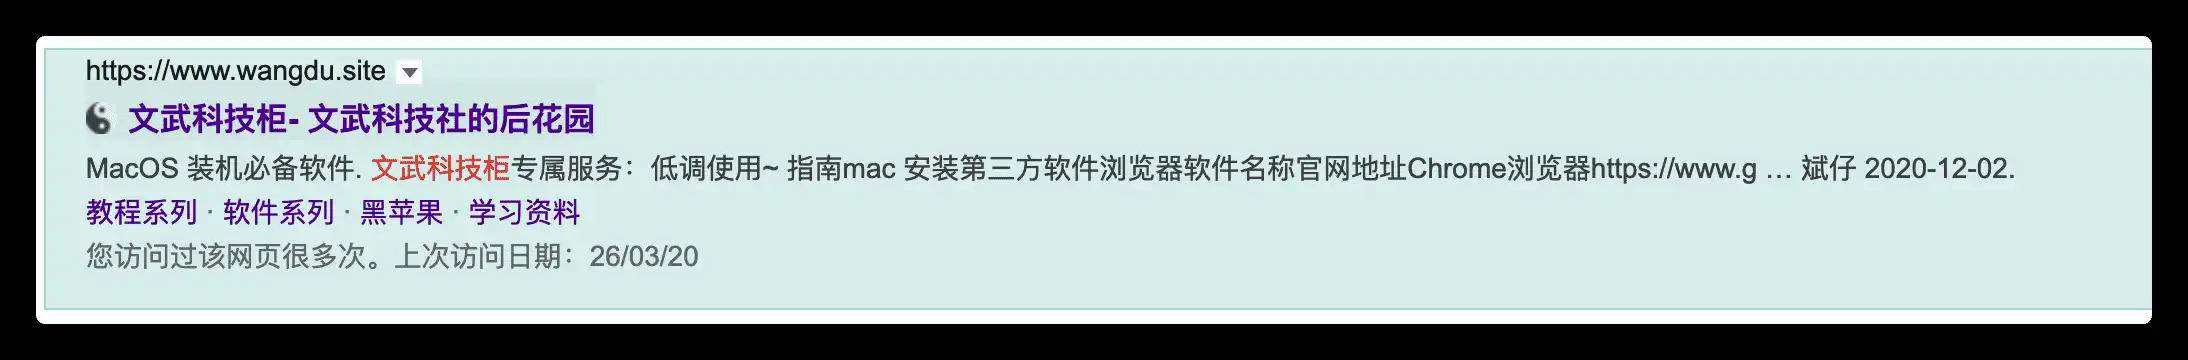 https://www.wangdu.site
文武科技柜- 文武科技社的后花园
MacOS 装机必备软件. 文武科技柜专属服务：低调使用~ 指南mac 安装第三方软件浏览器软件名称官网地址Chrome浏览器https://www.g … 斌仔 2020-12-02.
教程系列 · 软件系列 · 黑苹果 · 学习资料
您访问过该网页很多次。上次访问日期：26/03/20